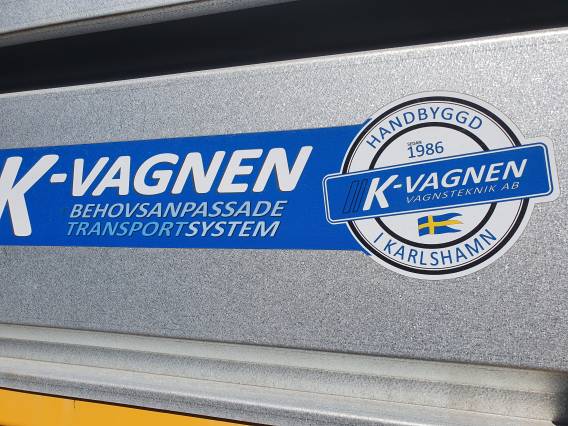 K-VAGNEN
BEHOVSANPASSADE
TRANSPORTSYSTEM
HANDBYGGD
SEDAN
1986
K-VAGNEN
VAGNSTEKNIK AB
I KARLSHAMN